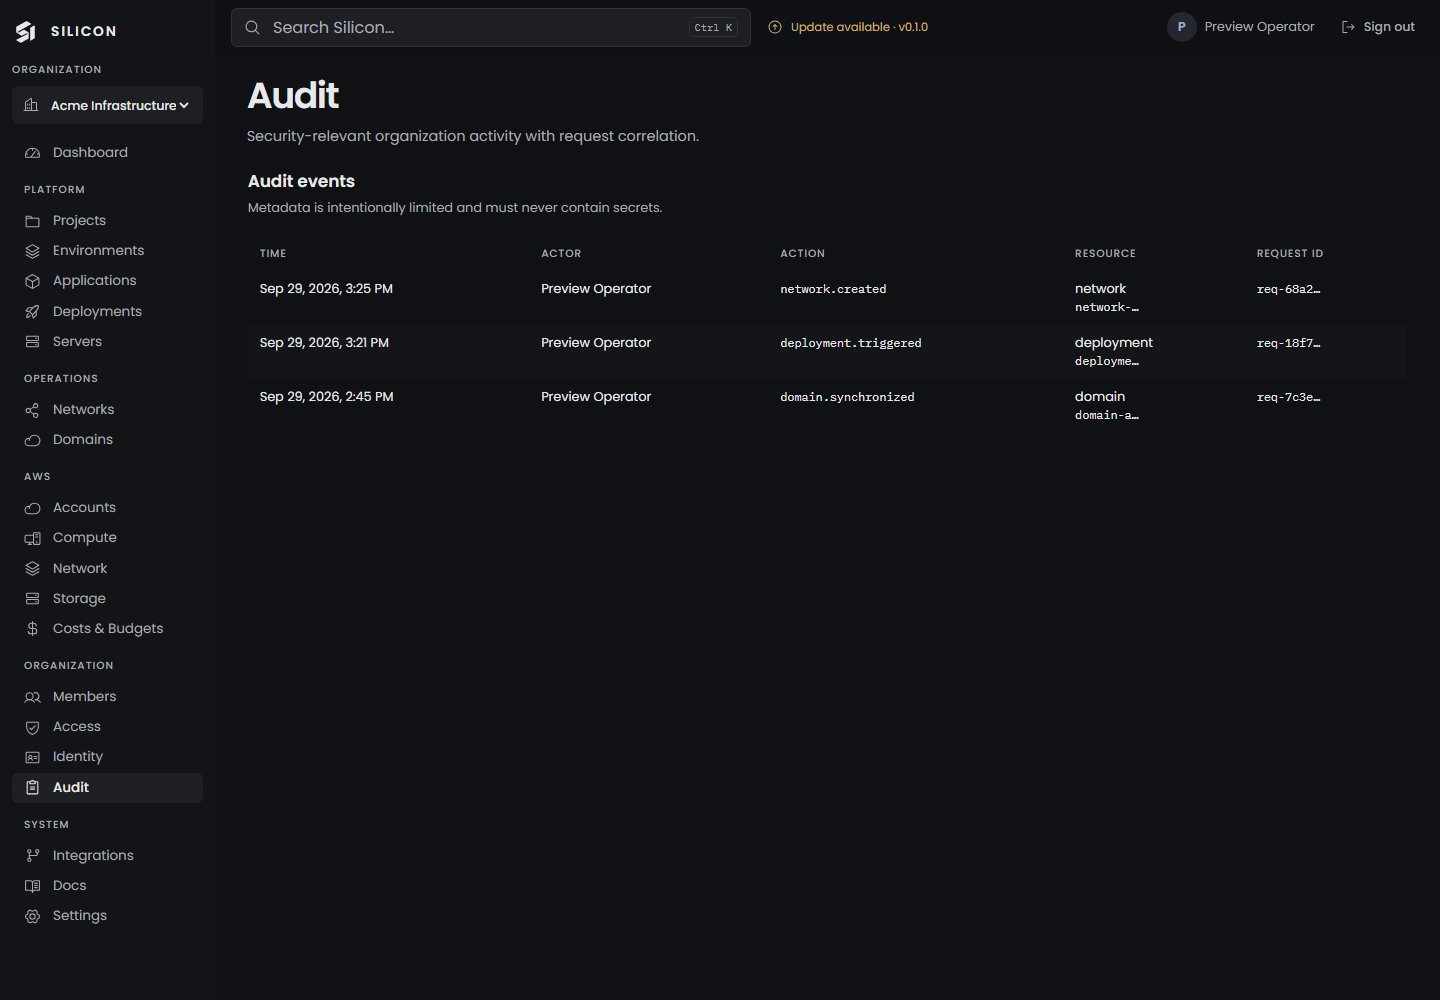 SILICON
ORGANIZATION
Acme Infrastructure
Dashboard
PLATFORM
Projects
Environments
Applications
Deployments
Servers
OPERATIONS
Networks
Domains
AWS
Accounts
Compute
Network
Storage
Costs & Budgets
ORGANIZATION
Members
Access
Identity
Audit
SYSTEM
Integrations
Docs
Settings
Search Silicon... Ctrl K
Update available · v0.1.0
P Preview Operator
Sign out
Audit
Security-relevant organization activity with request correlation.
Audit events
Metadata is intentionally limited and must never contain secrets.
TIME ACTOR ACTION RESOURCE REQUEST ID
Sep 29, 2026, 3:25 PM Preview Operator network.created network req-68a2…
network-…
Sep 29, 2026, 3:21 PM Preview Operator deployment.triggered deployment req-18f7…
deployme…
Sep 29, 2026, 2:45 PM Preview Operator domain.synchronized domain req-7c3e…
domain-a…